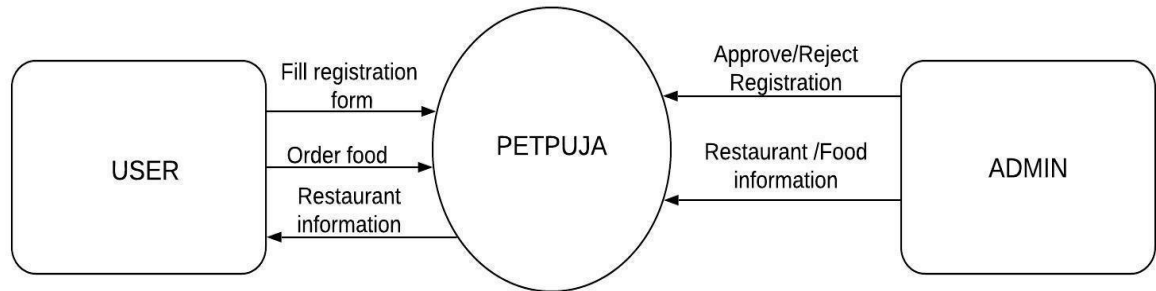 USER
Fill registration
form
Order food
Restaurant
information
PETPUJA
Approve/Reject
Registration
Restaurant /Food
information
ADMIN